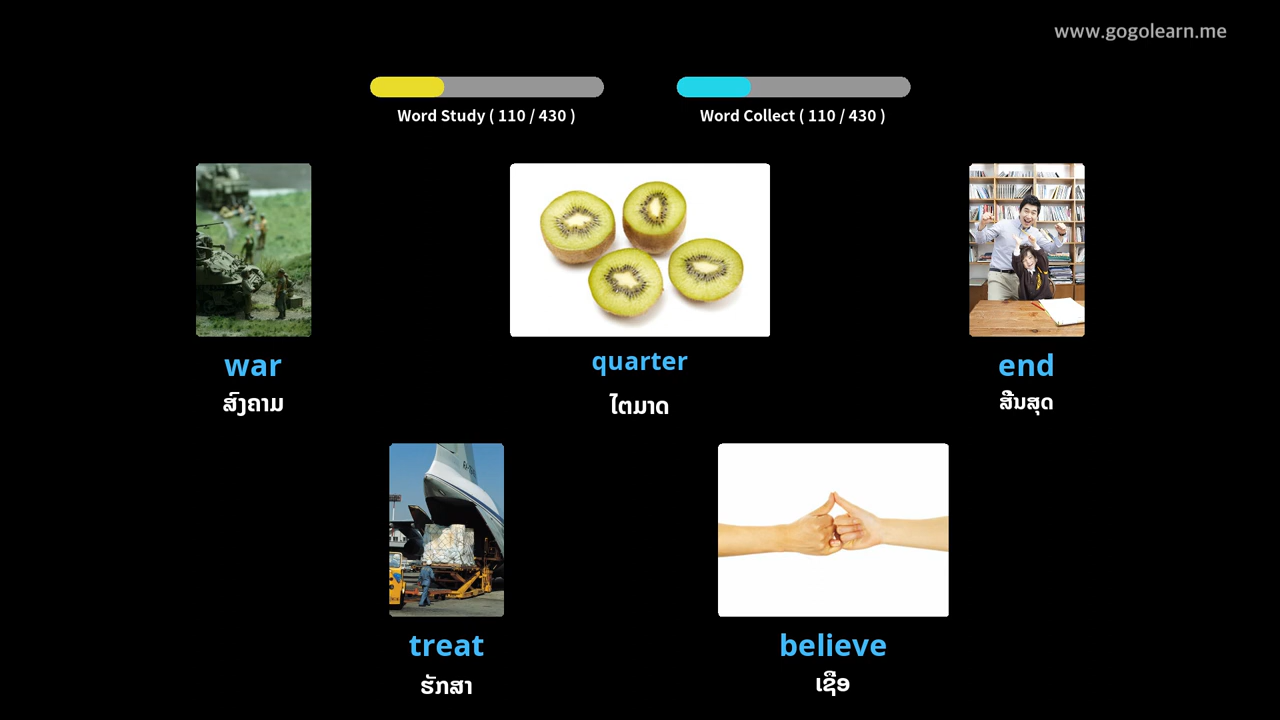 www.gogolearn.me
Word Study ( 110 / 430 )
Word Collect ( 110 / 430 )
war
ສົງຄາມ
quarter
ໄຕມາດ
end
ສິ້ນສຸດ
treat
ຮັກສາ
believe
ເຊື່ອ